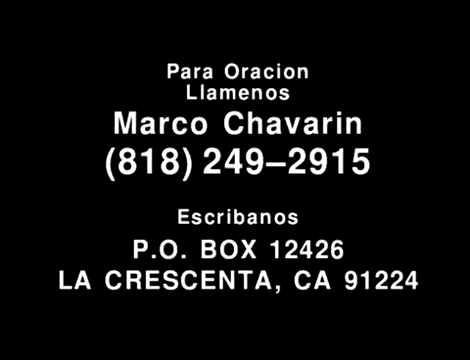 Para Oracion
Llamenos
Marco Chavarin
(818) 249–2915
Escribanos
P.O. BOX 12426
LA CRESCENTA, CA 91224